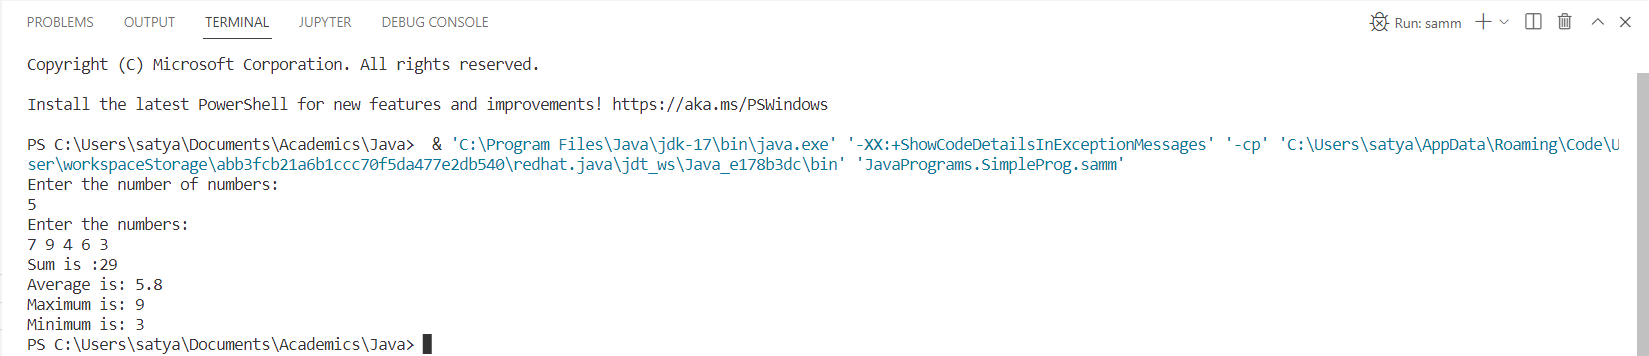 PROBLEMS OUTPUT TERMINAL JUPYTER DEBUG CONSOLE Run: samm
Copyright (C) Microsoft Corporation. All rights reserved.
Install the latest PowerShell for new features and improvements! https://aka.ms/PSWindows
PS C:\Users\satya\Documents\Academics\Java>  & 'C:\Program Files\Java\jdk-17\bin\java.exe' '-XX:+ShowCodeDetailsInExceptionMessages' '-cp' 'C:\Users\satya\AppData\Roaming\Code\U
ser\workspaceStorage\abb3fcb21a6b1ccc70f5da477e2db540\redhat.java\jdt_ws\Java_e178b3dc\bin' 'JavaPrograms.SimpleProg.samm'
Enter the number of numbers:
5
Enter the numbers:
7 9 4 6 3
Sum is :29
Average is: 5.8
Maximum is: 9
Minimum is: 3
PS C:\Users\satya\Documents\Academics\Java>